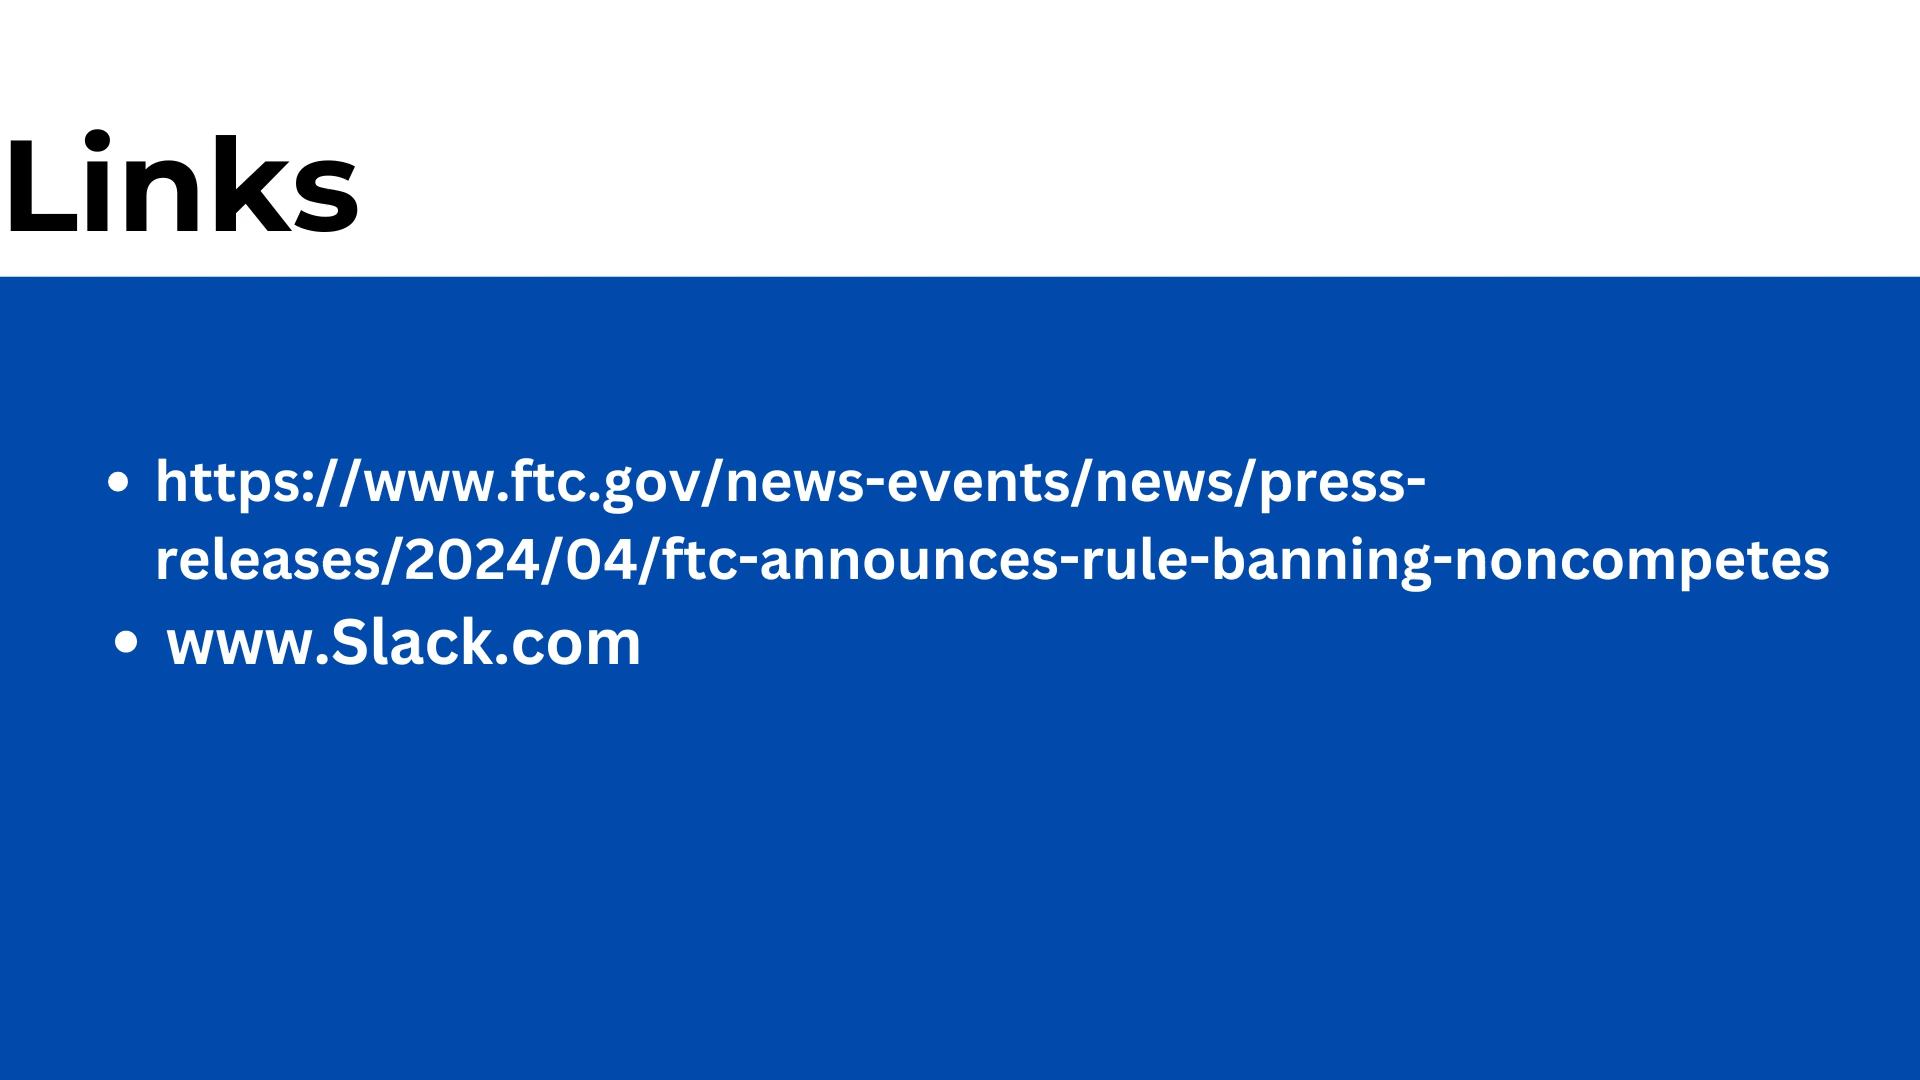 Links
• https://www.ftc.gov/news-events/news/press-
releases/2024/04/ftc-announces-rule-banning-noncompetes
• www.Slack.com